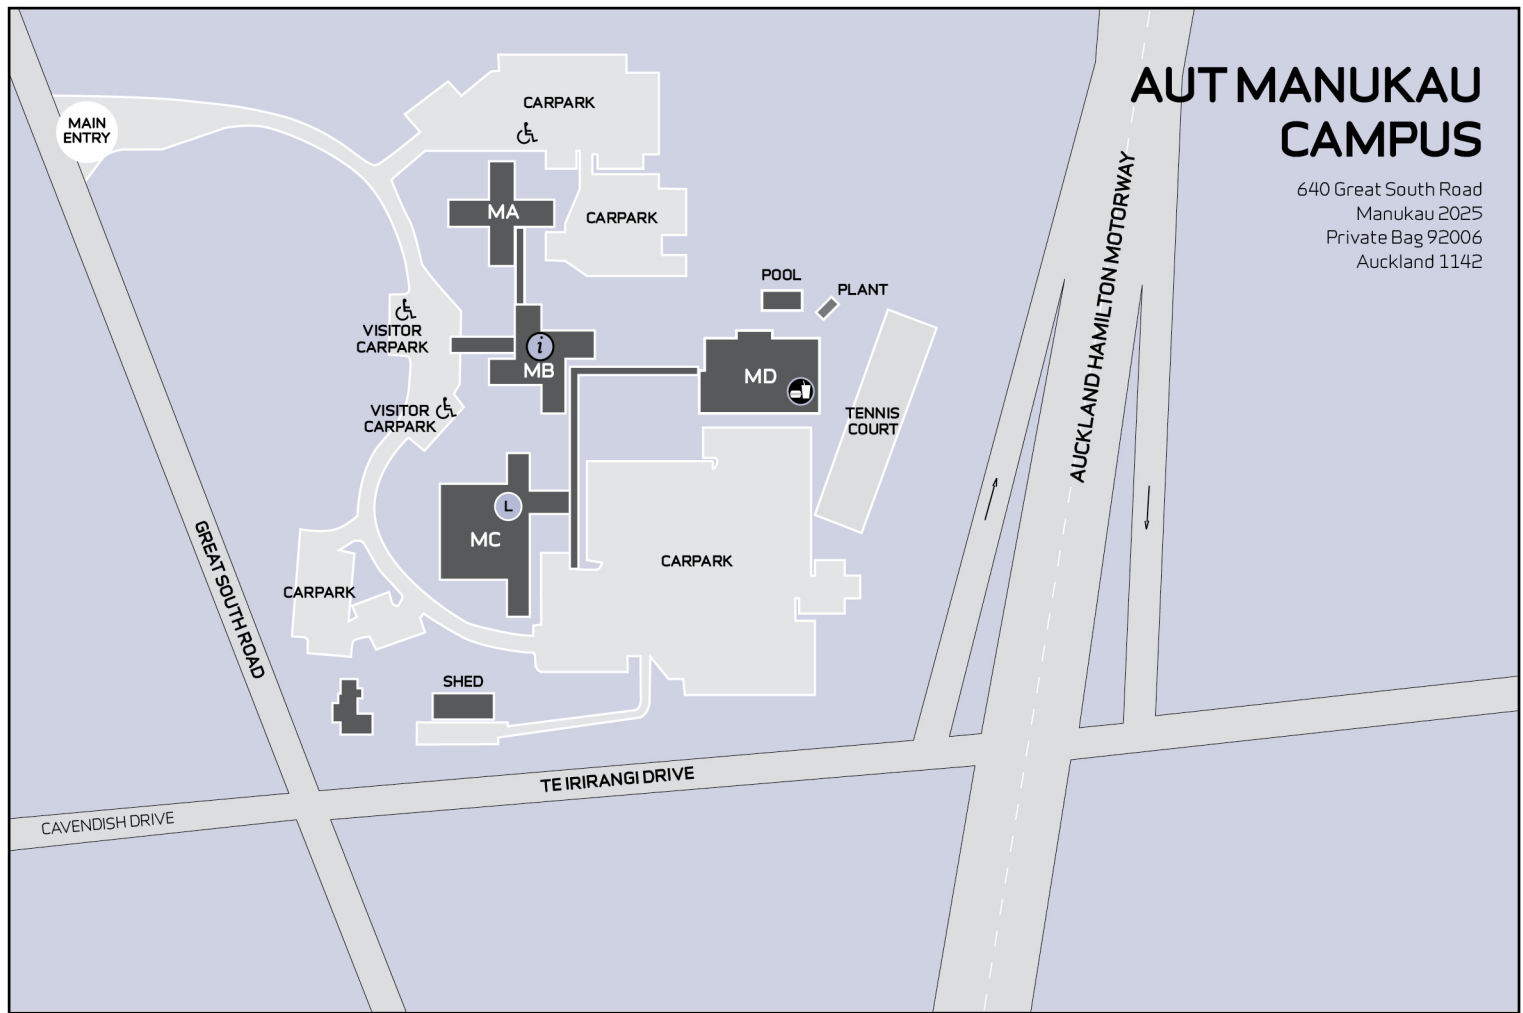 AUT MANUKAU
CAMPUS
640 Great South Road
Manukau 2025
Private Bag 92006
Auckland 1142
MAIN
ENTRY
CARPARK
MA
CARPARK
POOL
PLANT
VISITOR
CARPARK
i
MB
MD
VISITOR
CARPARK
TENNIS
COURT
AUCKLAND HAMILTON MOTORWAY
L
MC
CARPARK
CARPARK
GREAT SOUTH ROAD
SHED
TE IRIRANGI DRIVE
CAVENDISH DRIVE